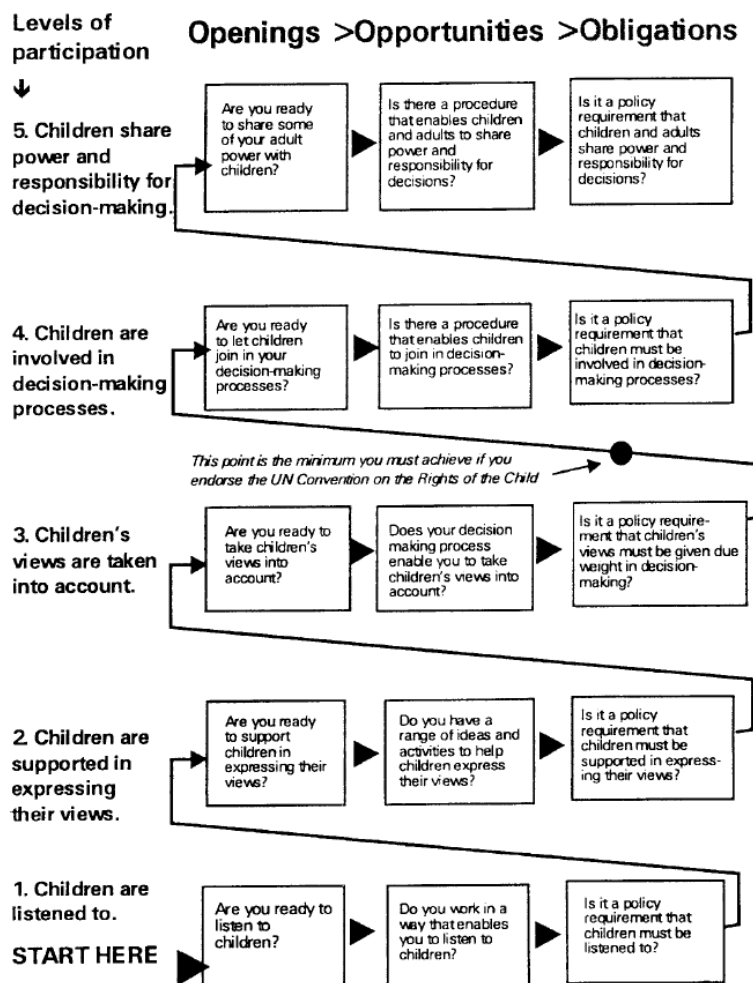 Levels of
participation
Openings >Opportunities >Obligations
5. Children share
power and
responsibility for
decision-making.
Are you ready
to share some
of your adult
power with
children?
Is there a procedure
that enables children
and adults to share
power and
responsibility for
decisions?
Is it a policy
requirement that
children and adults
share power and
responsibility for
decisions?
4. Children are
involved in
decision-making
processes.
Are you ready
to let children
join in your
decision-making
processes?
Is there a procedure
that enables children
to join in decision-
making processes?
Is it a policy
requirement that
children must be
involved in decision-
making processes?
This point is the minimum you must achieve if you
endorse the UN Convention on the Rights of the Child
3. Children's
views are taken
into account.
Are you ready to
take children's
views into
account?
Does your decision
making process
enable you to take
children's views into
account?
Is it a policy require-
ment that children's
views must be given due
weight in decision-
making?
2. Children are
supported in
expressing
their views.
Are you ready
to support
children in
expressing their
views?
Do you have a
range of ideas and
activities to help
children express
their views?
Is it a policy
requirement that
children must be
supported in express-
ing their views?
1. Children are
listened to.
START HERE
Are you ready to
listen to
children?
Do you work in a
way that enables
you to listen to
children?
Is it a policy
requirement that
children must be
listened to?